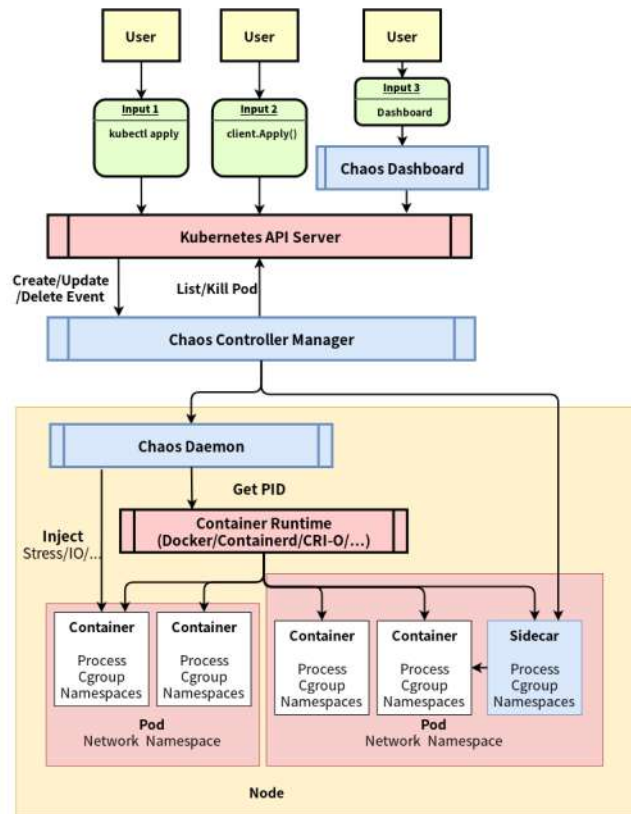 User
User
User
Input 1
kubectl apply
Input 2
client.Apply()
Input 3
Dashboard
Chaos Dashboard
Kubernetes API Server
Create/Update
/Delete Event
List/Kill Pod
Chaos Controller Manager
Chaos Daemon
Get PID
Inject
Stress/IO/...
Container Runtime
(Docker/Containerd/CRI-O/...)
Container
Process
Cgroup
Namespaces
Container
Process
Cgroup
Namespaces
Pod
Network Namespace
Container
Process
Cgroup
Namespaces
Container
Process
Cgroup
Namespaces
Sidecar
Process
Cgroup
Namespaces
Pod
Network Namespace
Node